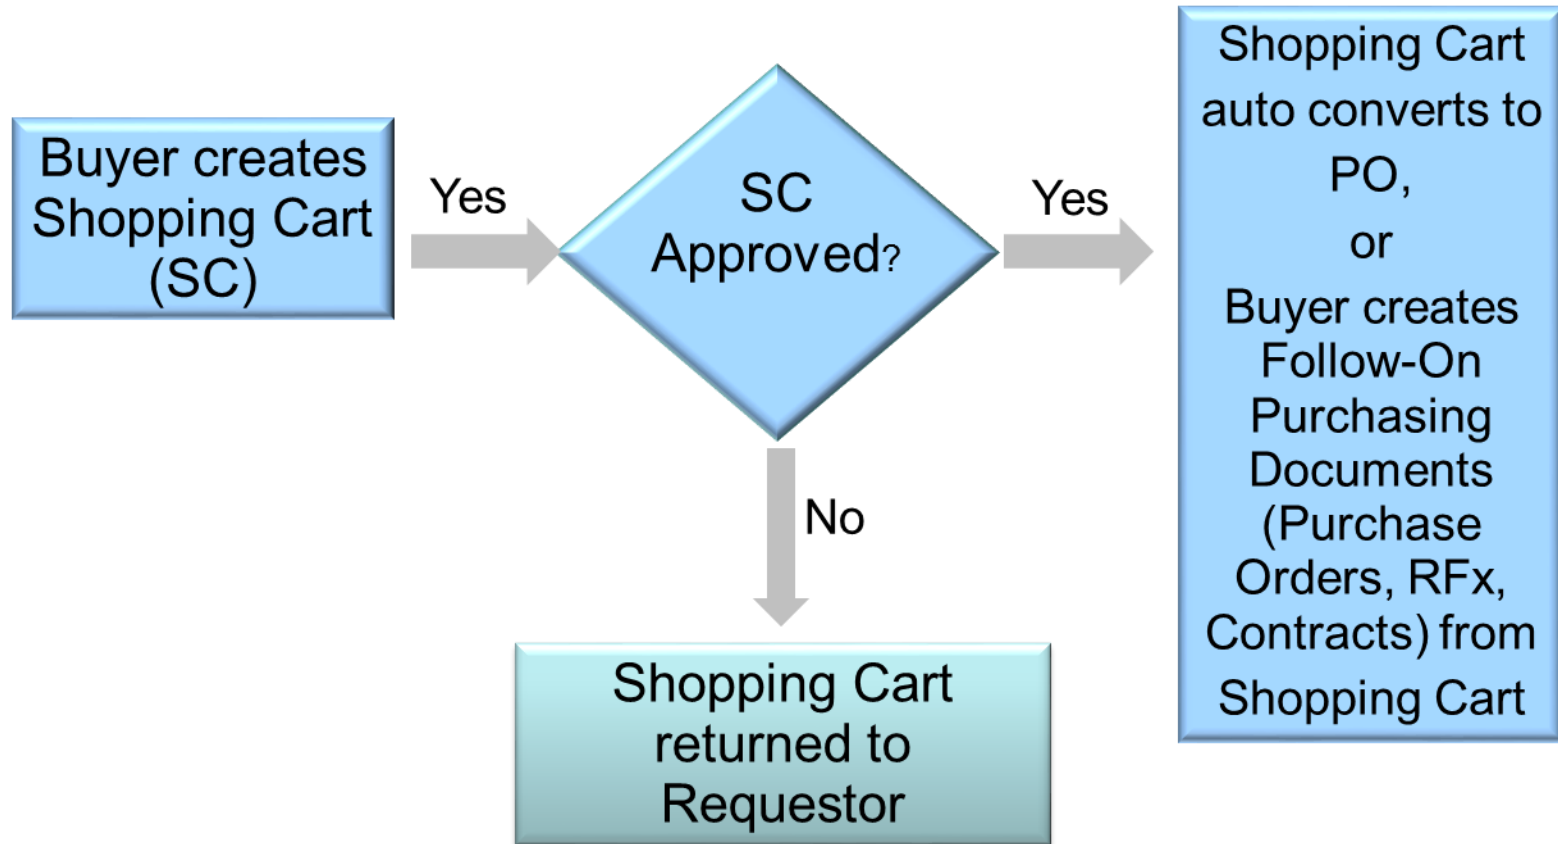 Buyer creates
Shopping Cart
(SC)
Yes
SC
Approved?
Yes
Shopping Cart
auto converts to
PO,
or
Buyer creates
Follow-On
Purchasing
Documents
(Purchase
Orders, RFx,
Contracts) from
Shopping Cart
No
Shopping Cart
returned to
Requestor